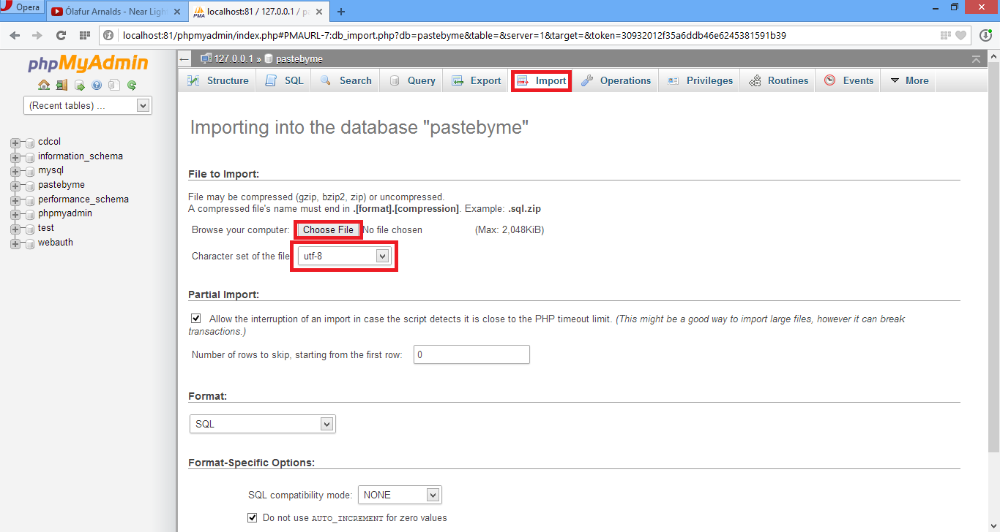 Opera
Ólafur Arnalds - Near Light
localhost:81 / 127.0.0.1 / pa
localhost:81/phpmyadmin/index.php#PMAURL-7:db_import.php?db=pastebyme&table=&server=1&target=&token=30932012f35a6ddb46e6245381591b39
phpMyAdmin
(Recent tables) ...
cdcol
information_schema
mysql
pastebyme
performance_schema
phpmyadmin
test
webauth
127.0.0.1 » pastebyme
Structure SQL Search Query Export Import Operations Privileges Routines Events More
Importing into the database "pastebyme"
File to Import:
File may be compressed (gzip, bzip2, zip) or uncompressed.
A compressed file's name must end in .[format].[compression]. Example: .sql.zip
Browse your computer: Choose File No file chosen (Max: 2,048KiB)
Character set of the file utf-8
Partial Import:
Allow the interruption of an import in case the script detects it is close to the PHP timeout limit. (This might be a good way to import large files, however it can break
transactions.)
Number of rows to skip, starting from the first row: 0
Format:
SQL
Format-Specific Options:
SQL compatibility mode: NONE
Do not use AUTO_INCREMENT for zero values